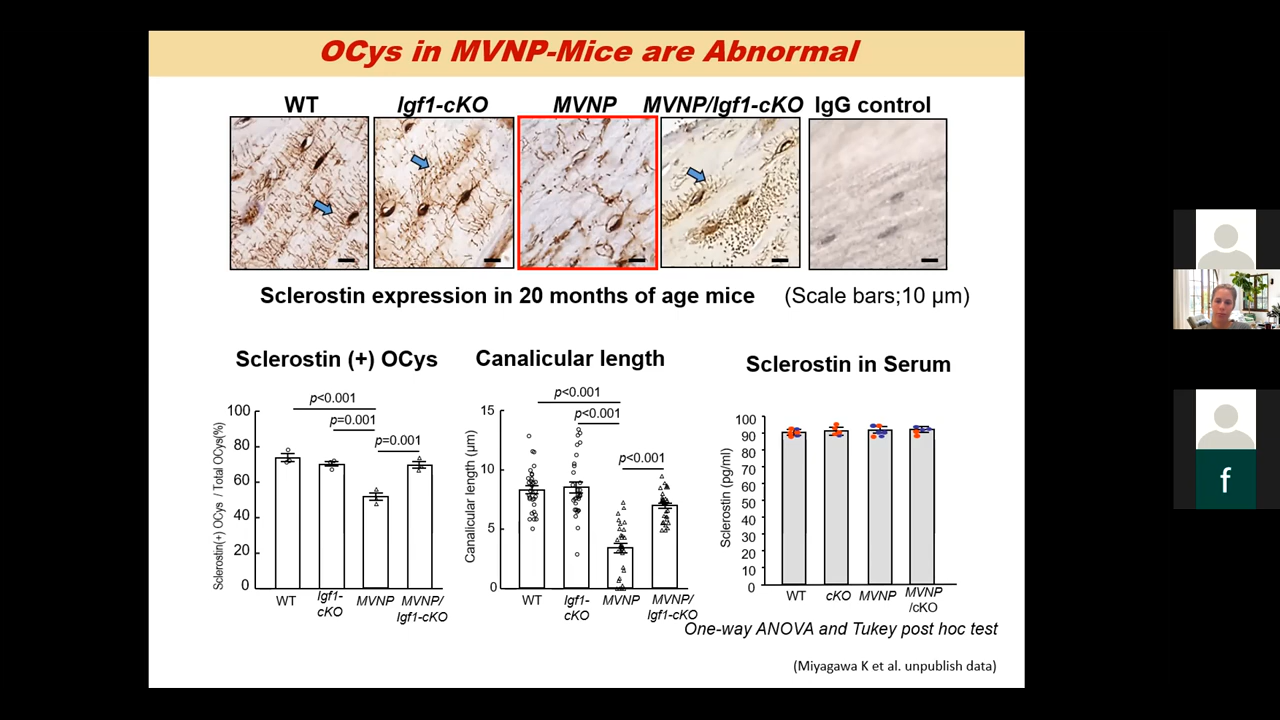 OCys in MVNP-Mice are Abnormal
WT
Igf1-cKO
MVNP
MVNP/Igf1-cKO
IgG control
Sclerostin expression in 20 months of age mice (Scale bars;10 µm)
Sclerostin (+) OCys
Sclerostin(+) OCys / Total OCys(%)
100
80
60
40
20
0
p<0.001
p=0.001
p=0.001
WT
Igf1-
cKO
MVNP
MVNP/
Igf1-cKO
Canalicular length
Canalicular length (µm)
15
10
5
0
p<0.001
p<0.001
p<0.001
WT
Igf1-
cKO
MVNP
MVNP/
Igf1-cKO
Sclerostin in Serum
Sclerostin (pg/ml)
100
90
80
70
60
50
40
30
20
10
0
WT
cKO
MVNP
MVNP
/cKO
One-way ANOVA and Tukey post hoc test
(Miyagawa K et al. unpublish data)
f